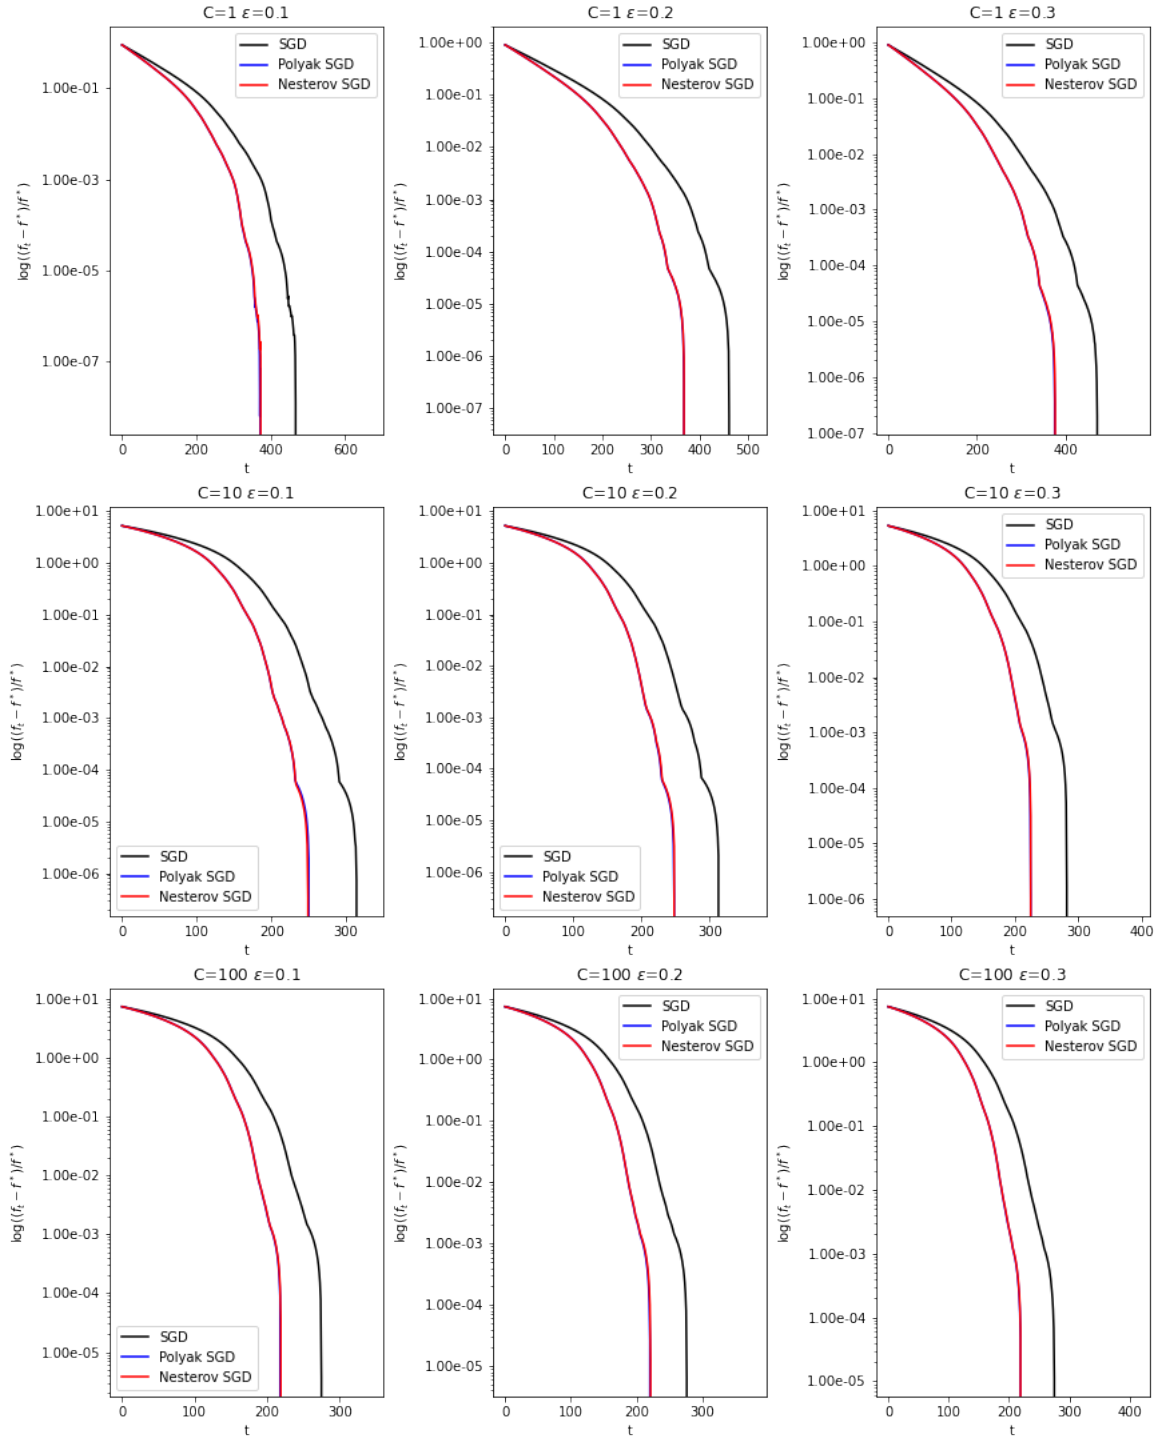 C=1 ε=0.1
SGD
Polyak SGD
Nesterov SGD
1.00e-01
1.00e-03
1.00e-05
1.00e-07
log((f_t − f^*)/f^*)
0 200 400 600
t
C=1 ε=0.2
SGD
Polyak SGD
Nesterov SGD
1.00e+00
1.00e-01
1.00e-02
1.00e-03
1.00e-04
1.00e-05
1.00e-06
1.00e-07
log((f_t − f^*)/f^*)
0 100 200 300 400 500
t
C=1 ε=0.3
SGD
Polyak SGD
Nesterov SGD
1.00e+00
1.00e-01
1.00e-02
1.00e-03
1.00e-04
1.00e-05
1.00e-06
1.00e-07
log((f_t − f^*)/f^*)
0 200 400
t
C=10 ε=0.1
1.00e+01
1.00e+00
1.00e-01
1.00e-02
1.00e-03
1.00e-04
1.00e-05
1.00e-06
log((f_t − f^*)/f^*)
SGD
Polyak SGD
Nesterov SGD
0 100 200 300
t
C=10 ε=0.2
1.00e+01
1.00e+00
1.00e-01
1.00e-02
1.00e-03
1.00e-04
1.00e-05
1.00e-06
log((f_t − f^*)/f^*)
SGD
Polyak SGD
Nesterov SGD
0 100 200 300
t
C=10 ε=0.3
SGD
Polyak SGD
Nesterov SGD
1.00e+01
1.00e+00
1.00e-01
1.00e-02
1.00e-03
1.00e-04
1.00e-05
1.00e-06
log((f_t − f^*)/f^*)
0 100 200 300 400
t
C=100 ε=0.1
1.00e+01
1.00e+00
1.00e-01
1.00e-02
1.00e-03
1.00e-04
1.00e-05
log((f_t − f^*)/f^*)
SGD
Polyak SGD
Nesterov SGD
0 100 200 300
t
C=100 ε=0.2
SGD
Polyak SGD
Nesterov SGD
1.00e+01
1.00e+00
1.00e-01
1.00e-02
1.00e-03
1.00e-04
1.00e-05
log((f_t − f^*)/f^*)
0 100 200 300
t
C=100 ε=0.3
SGD
Polyak SGD
Nesterov SGD
1.00e+01
1.00e+00
1.00e-01
1.00e-02
1.00e-03
1.00e-04
1.00e-05
log((f_t − f^*)/f^*)
0 100 200 300 400
t